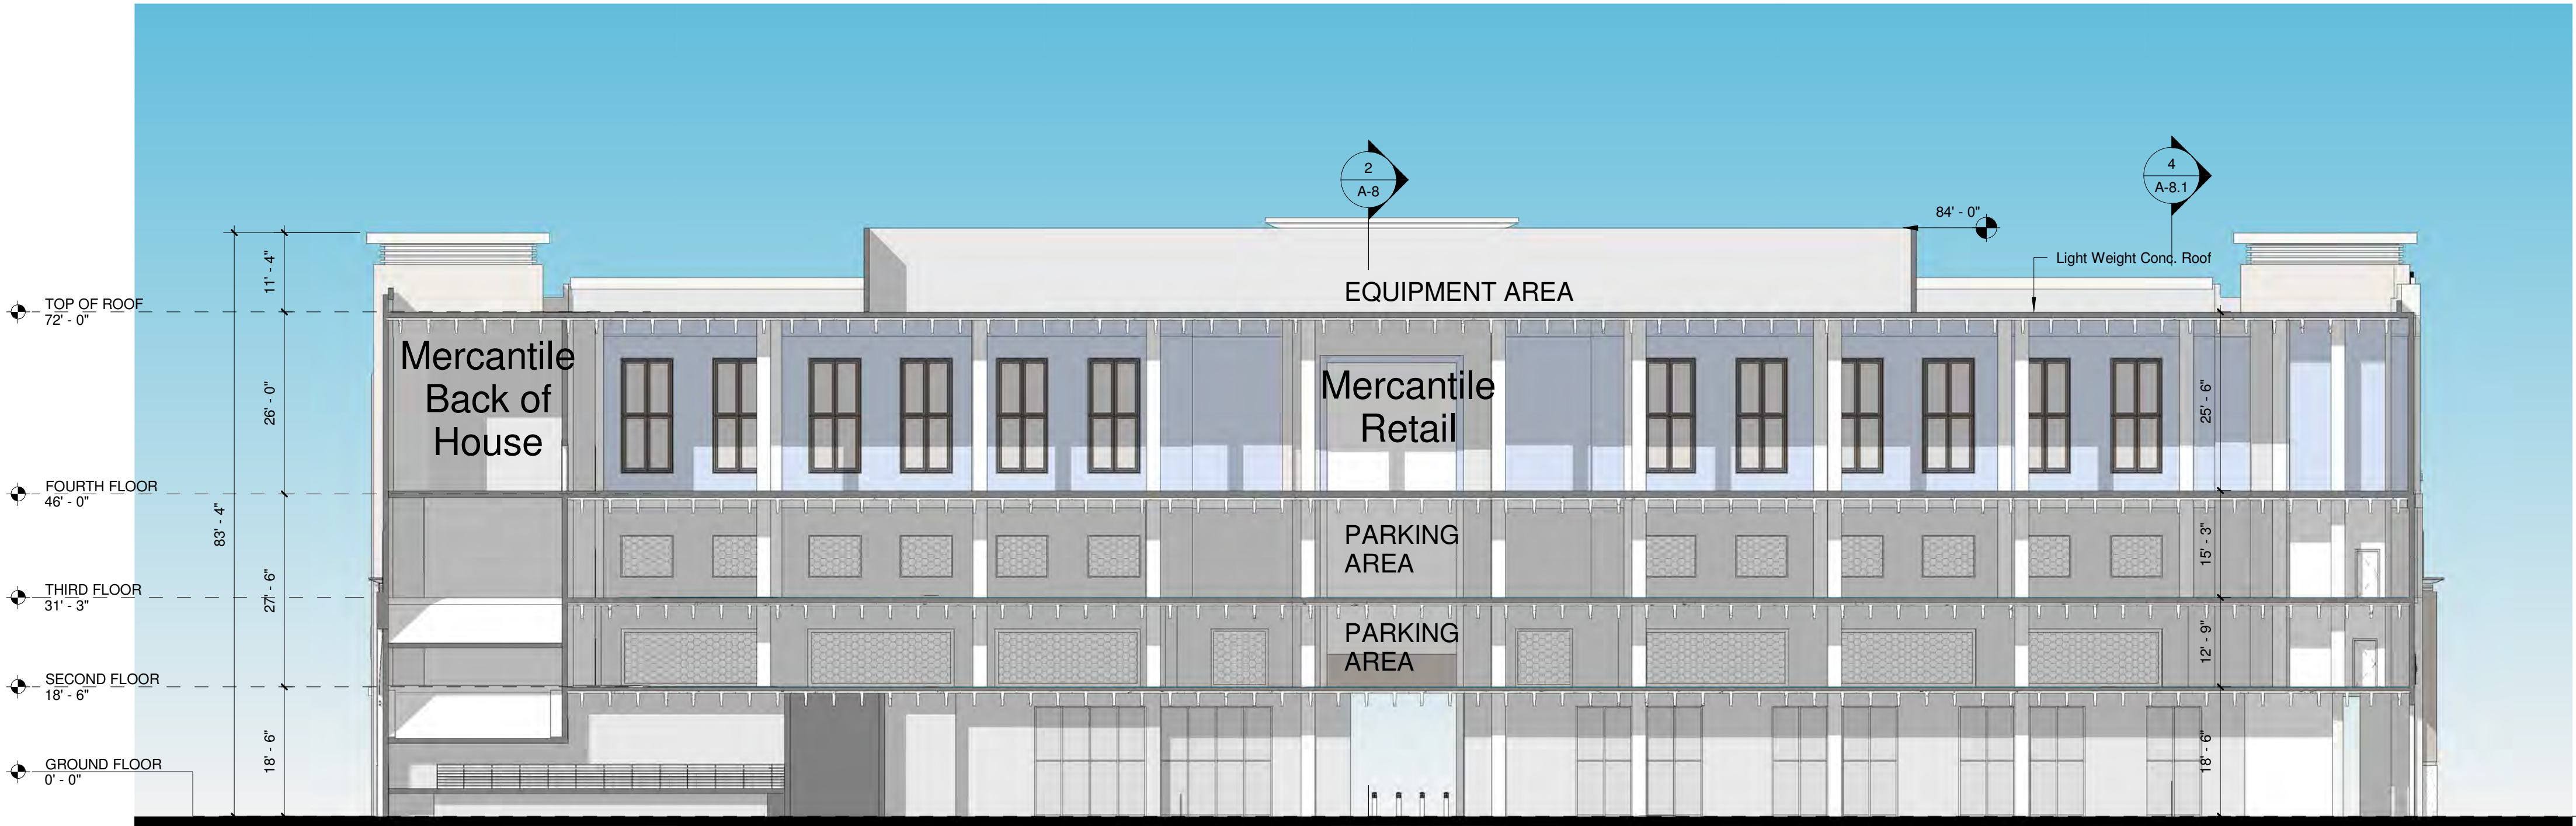 2
A-8
4
A-8.1
84' - 0"
Light Weight Conc. Roof
EQUIPMENT AREA
11' - 4"
TOP OF ROOF
72' - 0"
Mercantile
Back of
House
Mercantile
Retail
26' - 0"
25' - 6"
FOURTH FLOOR
46' - 0"
83' - 4"
PARKING
AREA
15' - 3"
THIRD FLOOR
31' - 3"
27' - 6"
PARKING
AREA
12' - 9"
SECOND FLOOR
18' - 6"
18' - 6"
18' - 6"
GROUND FLOOR
0' - 0"